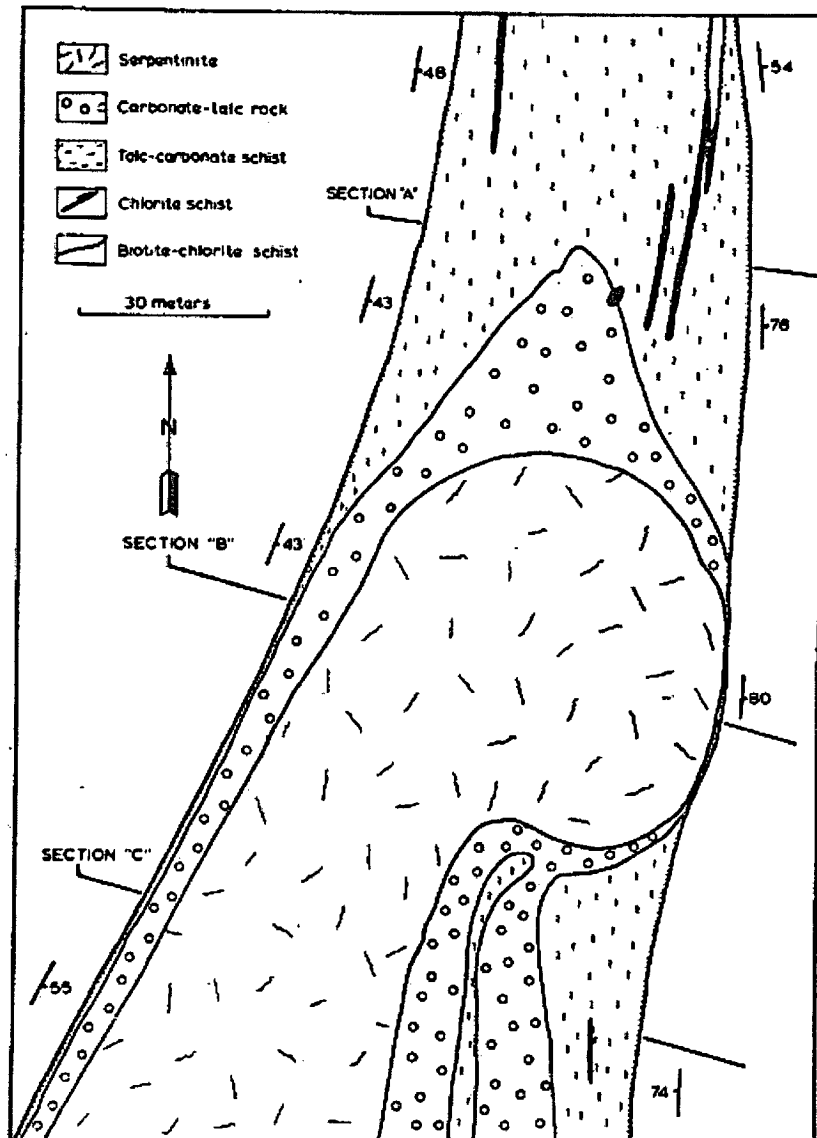 Serpentinite
Carbonate-talc rock
Talc-carbonate schist
Chlorite schist
Biotite-chlorite schist
30 meters
N
SECTION "A"
SECTION "B"
SECTION "C"
48
54
43
76
43
80
55
74